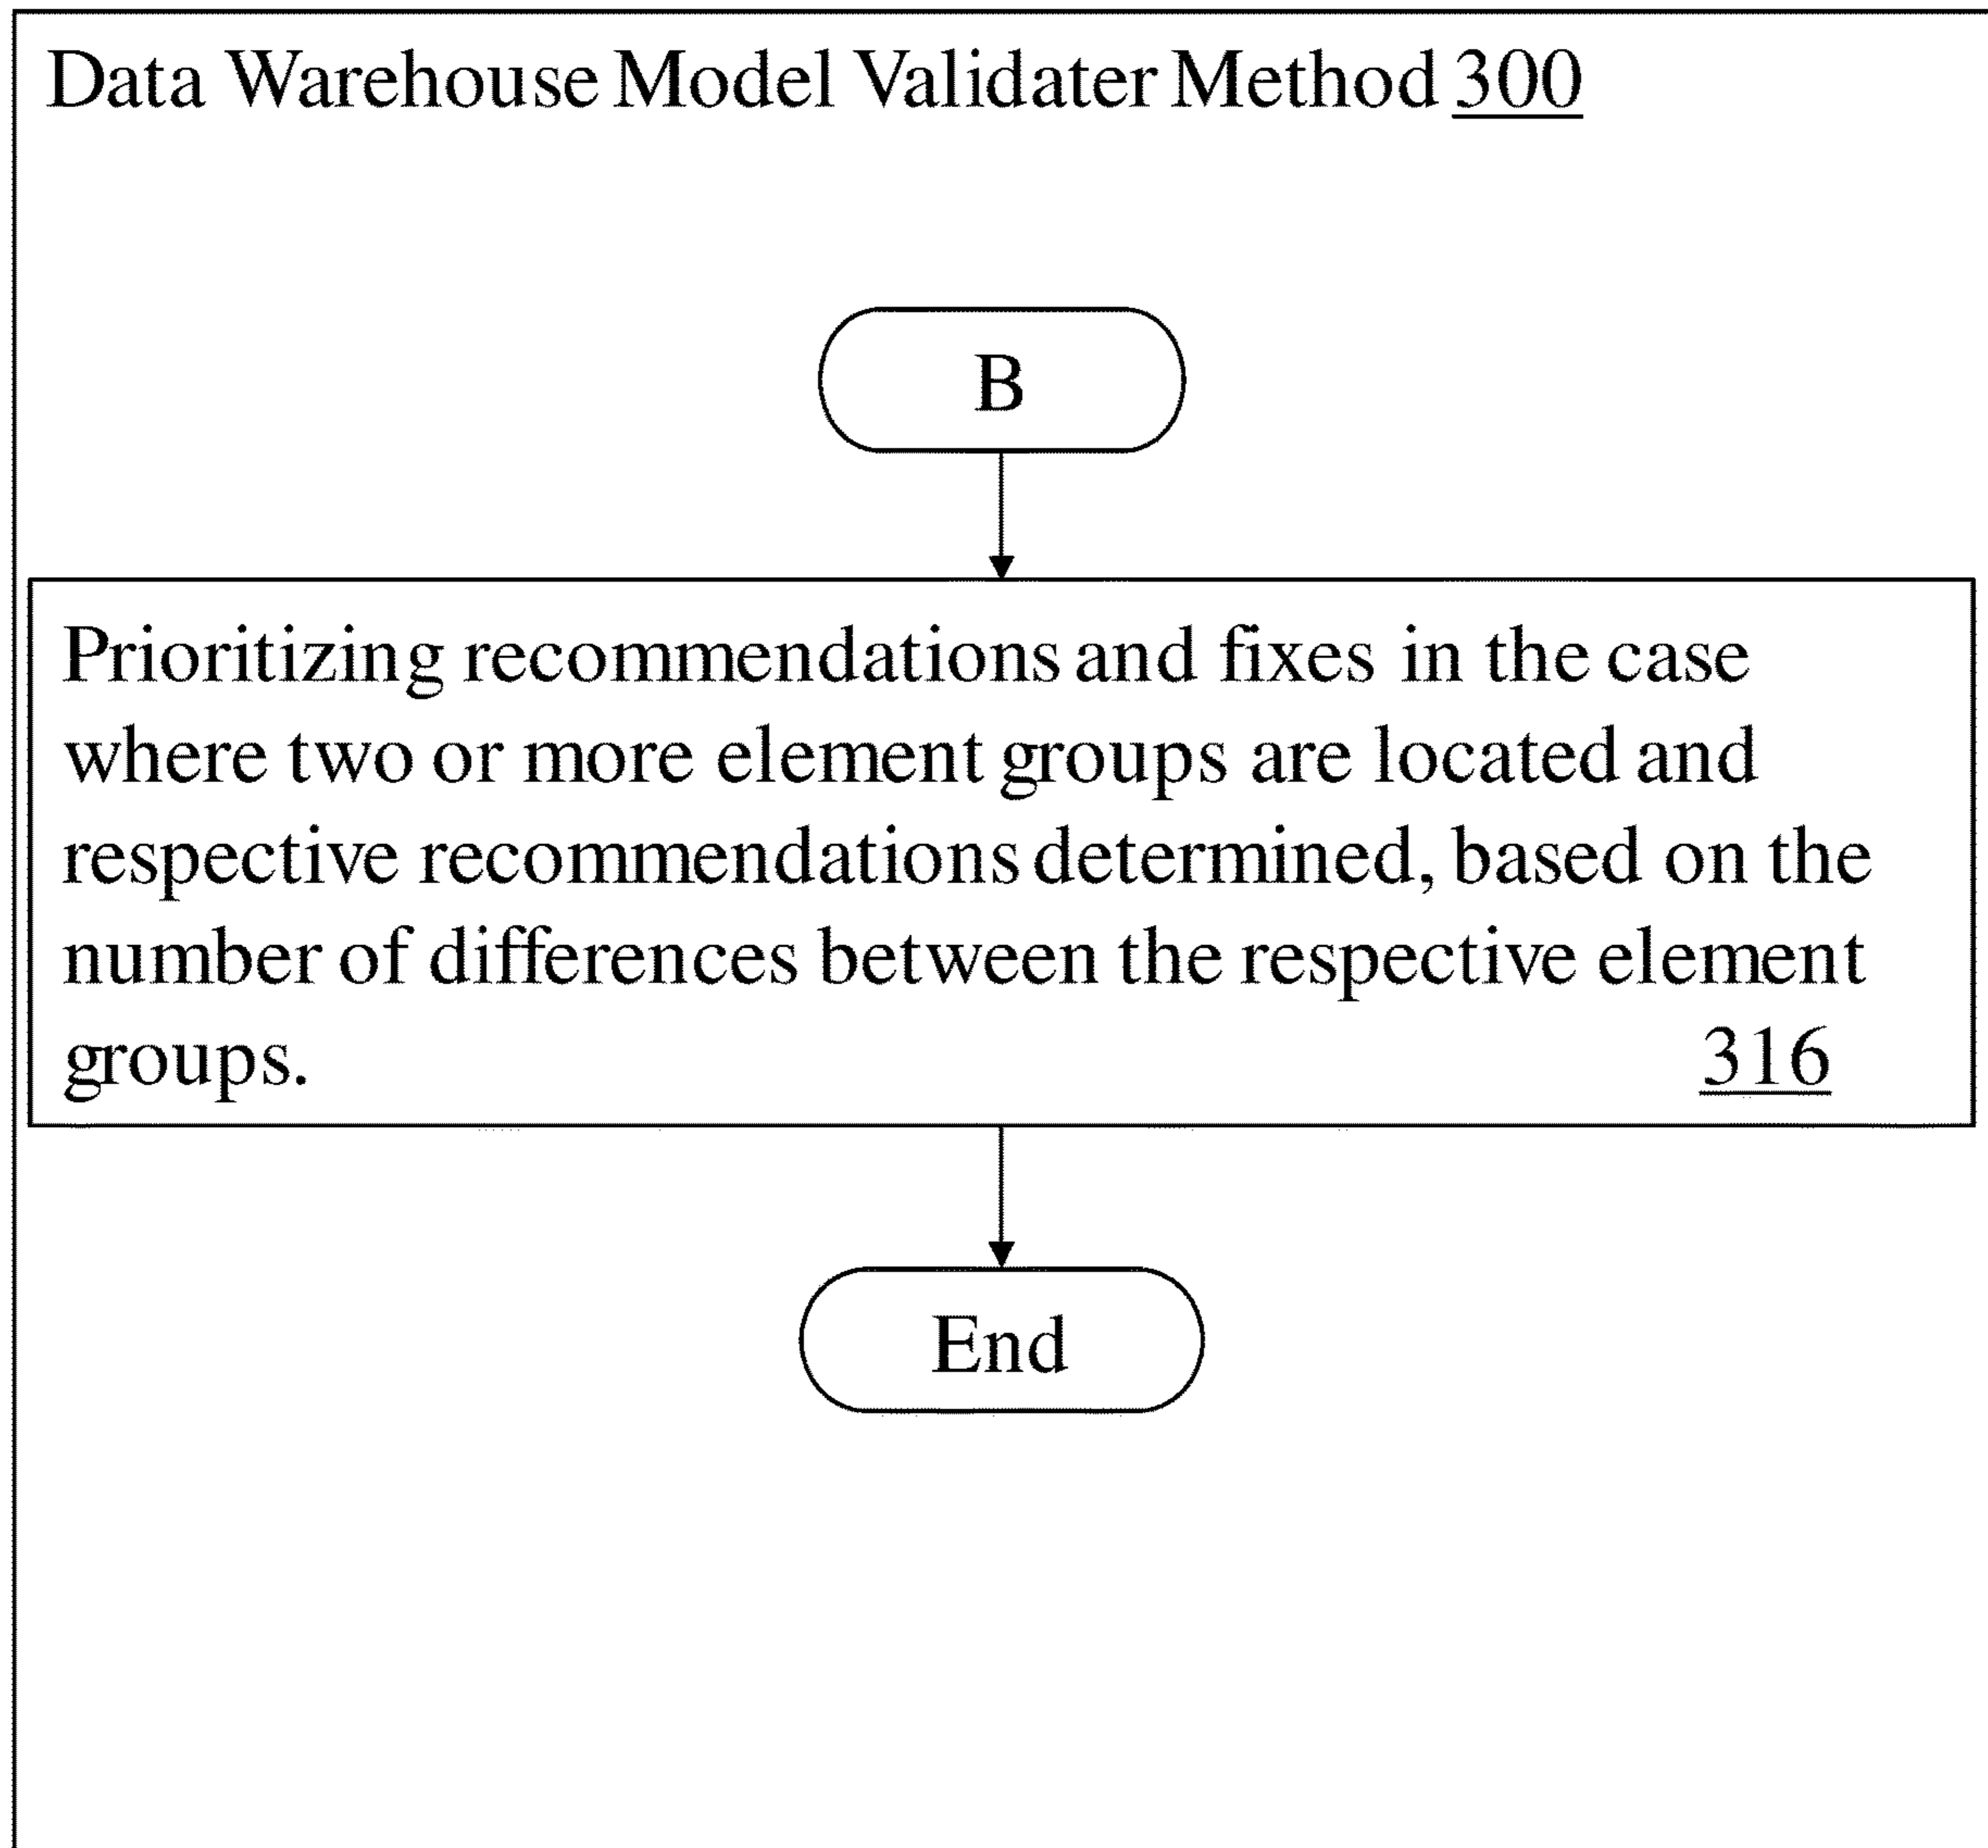 Data Warehouse Model Validater Method 300
B
Prioritizing recommendations and fixes in the case
where two or more element groups are located and
respective recommendations determined, based on the
number of differences between the respective element
groups. 316
End